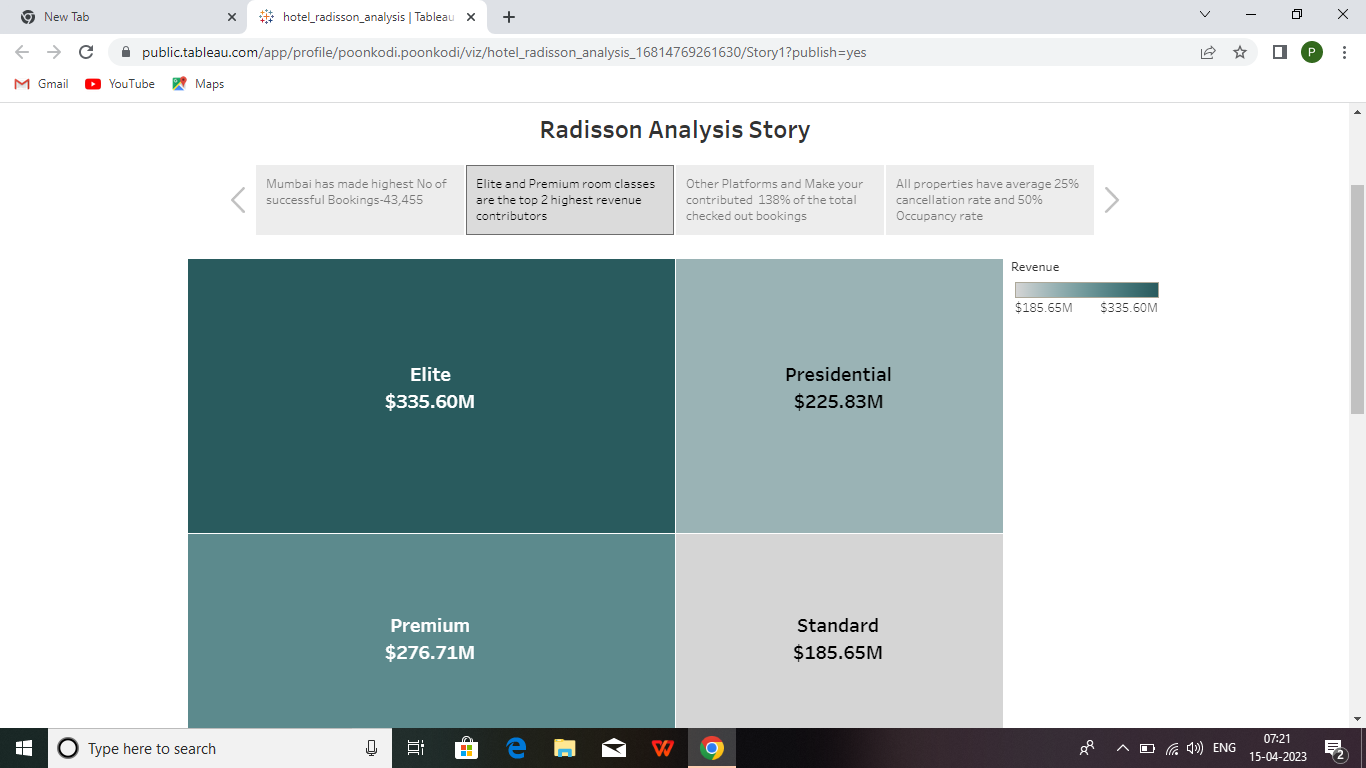 New Tab
hotel_radisson_analysis | Tableau
public.tableau.com/app/profile/poonkodi.poonkodi/viz/hotel_radisson_analysis_16814769261630/Story1?publish=yes
P
Gmail
YouTube
Maps
Radisson Analysis Story
Mumbai has made highest No of
successful Bookings-43,455
Elite and Premium room classes
are the top 2 highest revenue
contributors
Other Platforms and Make your
contributed 138% of the total
checked out bookings
All properties have average 25%
cancellation rate and 50%
Occupancy rate
Revenue
$185.65M $335.60M
Elite
$335.60M
Presidential
$225.83M
Premium
$276.71M
Standard
$185.65M
Type here to search
ENG
07:21
15-04-2023
2